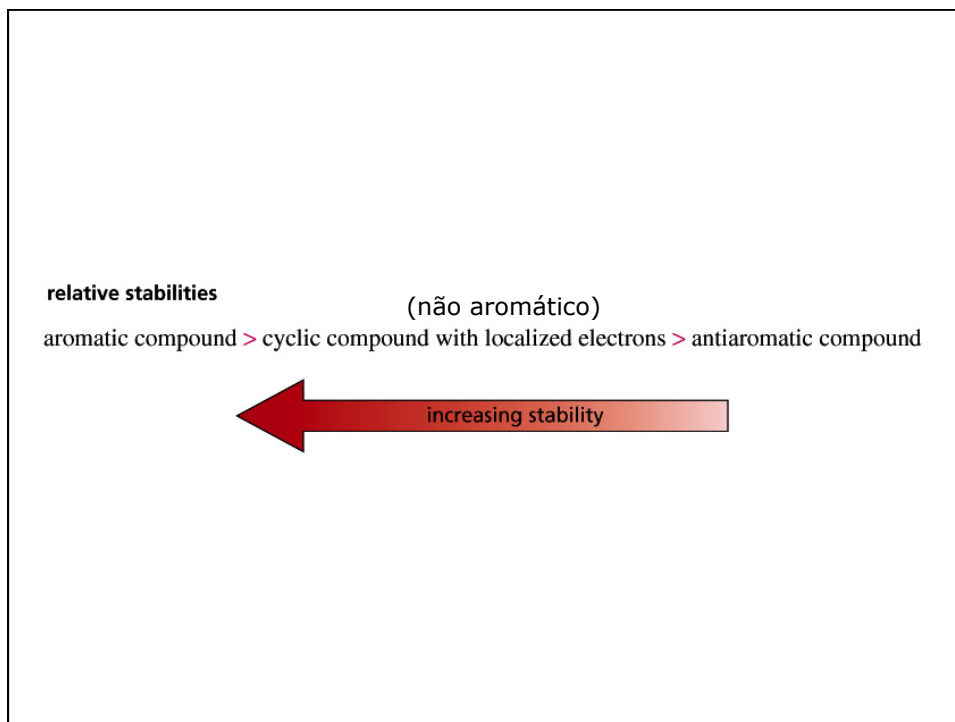 relative stabilities
(não aromático)
aromatic compound > cyclic compound with localized electrons > antiaromatic compound
increasing stability